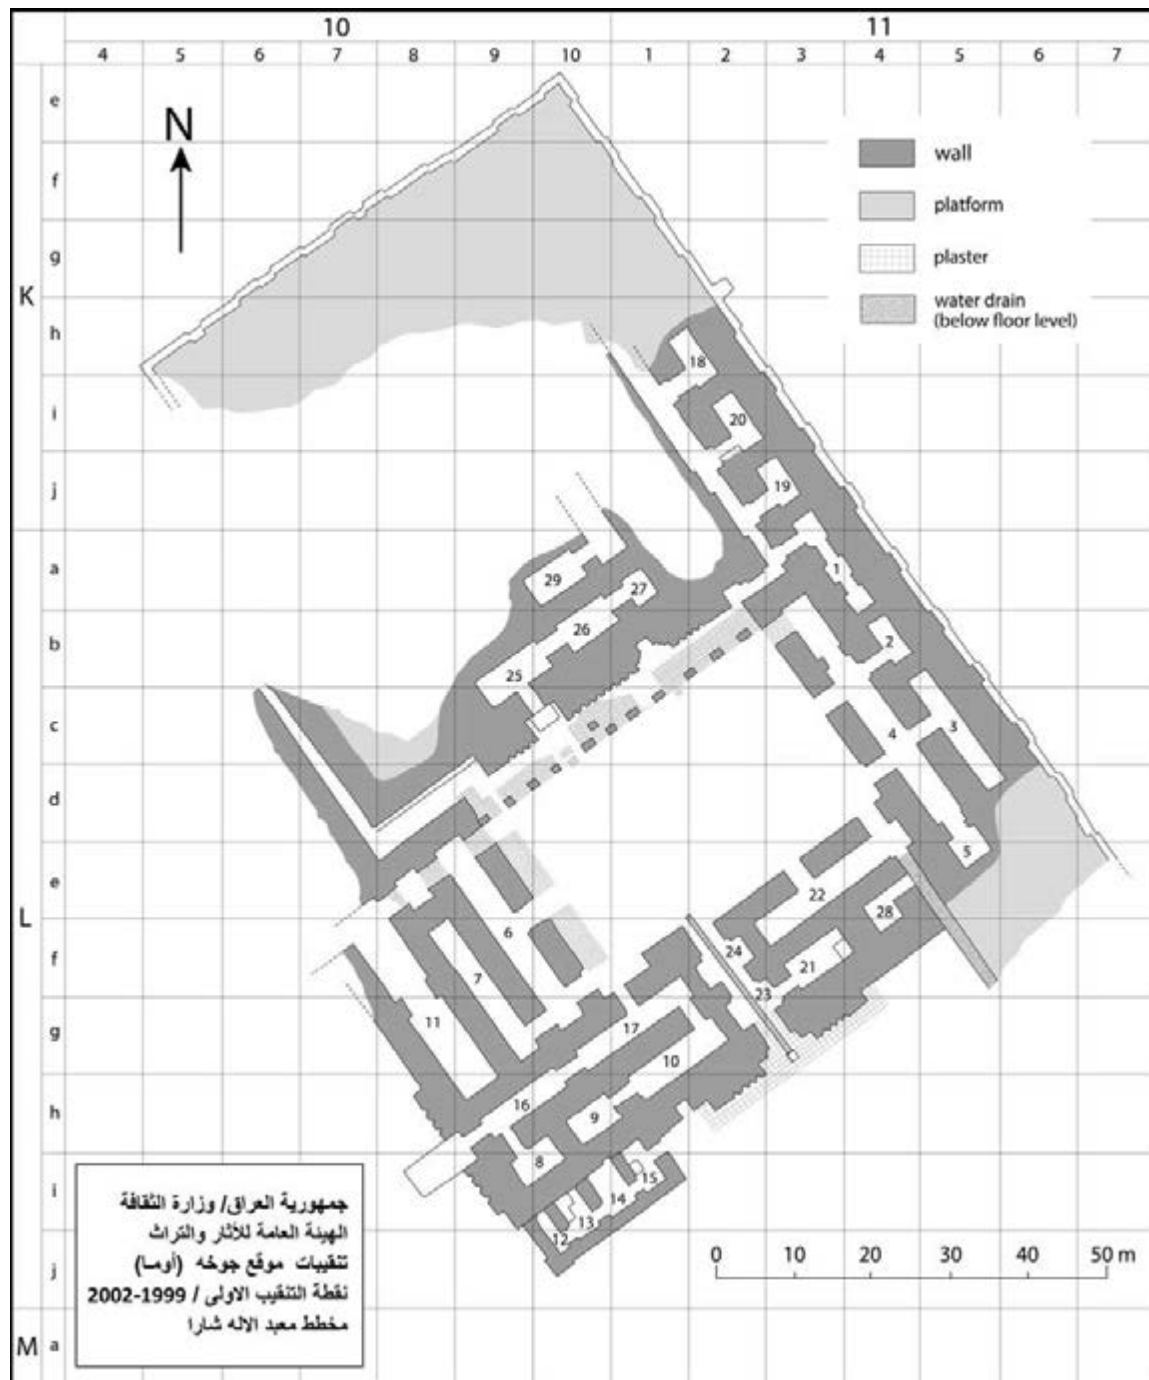 10 11
4 5 6 7 8 9 10 1 2 3 4 5 6 7
e
N
wall
f
platform
g
plaster
K
water drain
(below floor level)
h
18
i
20
j
19
a
29
27
1
26
b
2
25
c
4
3
d
5
e
22
L
28
6
f
24
21
7
23
g
11
17
10
h
16
9
8
i
15
14
13
12
j
0 10 20 30 40 50 m
M a
جمهورية العراق/ وزارة الثقافة
الهيئة العامة للآثار والتراث
تنقيبات موقع جوخه (أوما)
نقطة التنقيب الاولى / 1999-2002
مخطط معبد الاله شارا